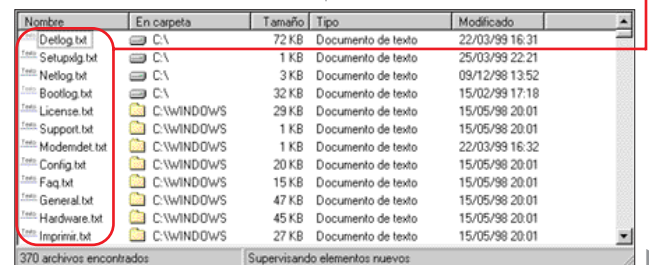 Nombre En carpeta Tamaño Tipo Modificado
Detlog.txt C:\ 72 KB Documento de texto 22/03/99 16:31
Setupxlg.txt C:\ 1 KB Documento de texto 25/03/99 22:21
Netlog.txt C:\ 3 KB Documento de texto 09/12/98 13:52
Bootlog.txt C:\ 32 KB Documento de texto 15/02/99 17:18
License.txt C:\WINDOWS 29 KB Documento de texto 15/05/98 20:01
Support.txt C:\WINDOWS 1 KB Documento de texto 15/05/98 20:01
Modemdet.txt C:\WINDOWS 1 KB Documento de texto 22/03/99 16:32
Config.txt C:\WINDOWS 20 KB Documento de texto 15/05/98 20:01
Faq.txt C:\WINDOWS 15 KB Documento de texto 15/05/98 20:01
General.txt C:\WINDOWS 47 KB Documento de texto 15/05/98 20:01
Hardware.txt C:\WINDOWS 45 KB Documento de texto 15/05/98 20:01
Imprimir.txt C:\WINDOWS 27 KB Documento de texto 15/05/98 20:01
370 archivos encontrados Supervisando elementos nuevos